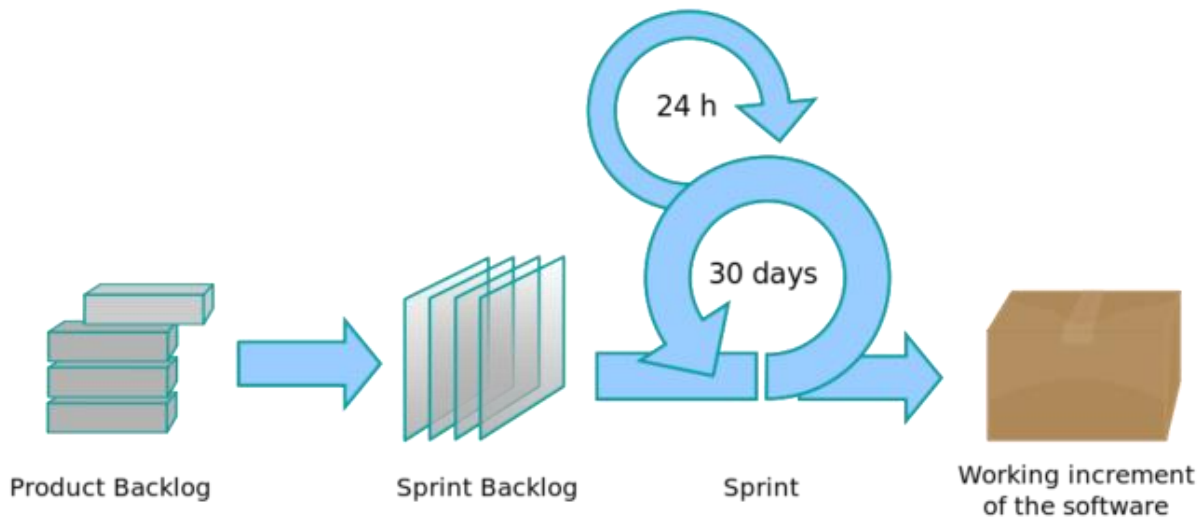 24 h
30 days
Product Backlog
Sprint Backlog
Sprint
Working increment
of the software